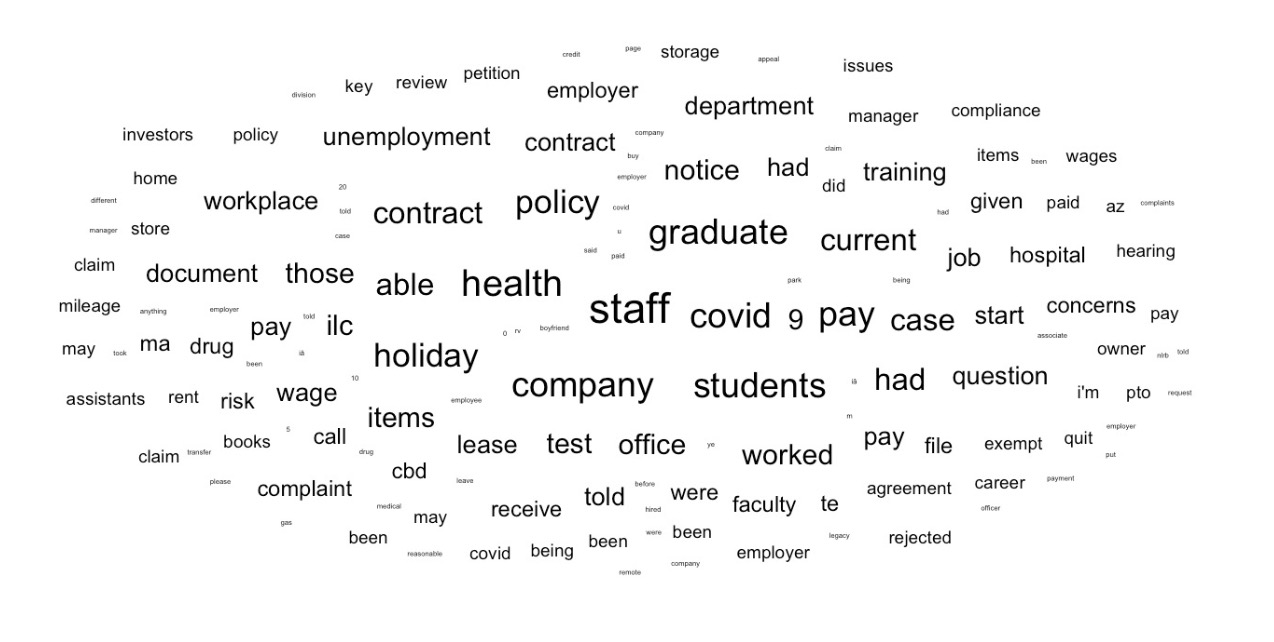 credit page storage appeal
key review petition issues
division employer
department manager compliance
investors policy unemployment contract company
buy claim items been wages
home employer notice had did training
different workplace 20 told contract policy covid had given paid az complaints
manager store case u graduate current
said paid job hospital hearing
claim document those able health park being
mileage anything employer told staff covid 9 pay case start concerns pay
may took ma drug pay ilc 0 rv boyfriend associate
been holiday owner nlrb told
assistants rent risk wage 10 company students had question i'm pto request
items employee m
claim transfer books 5 call drug lease test office ye worked pay file exempt quit employer put
please complaint cbd leave before agreement career payment
gas medical may receive told hired were faculty te officer
been reasonable covid being been were been employer legacy rejected
remote company